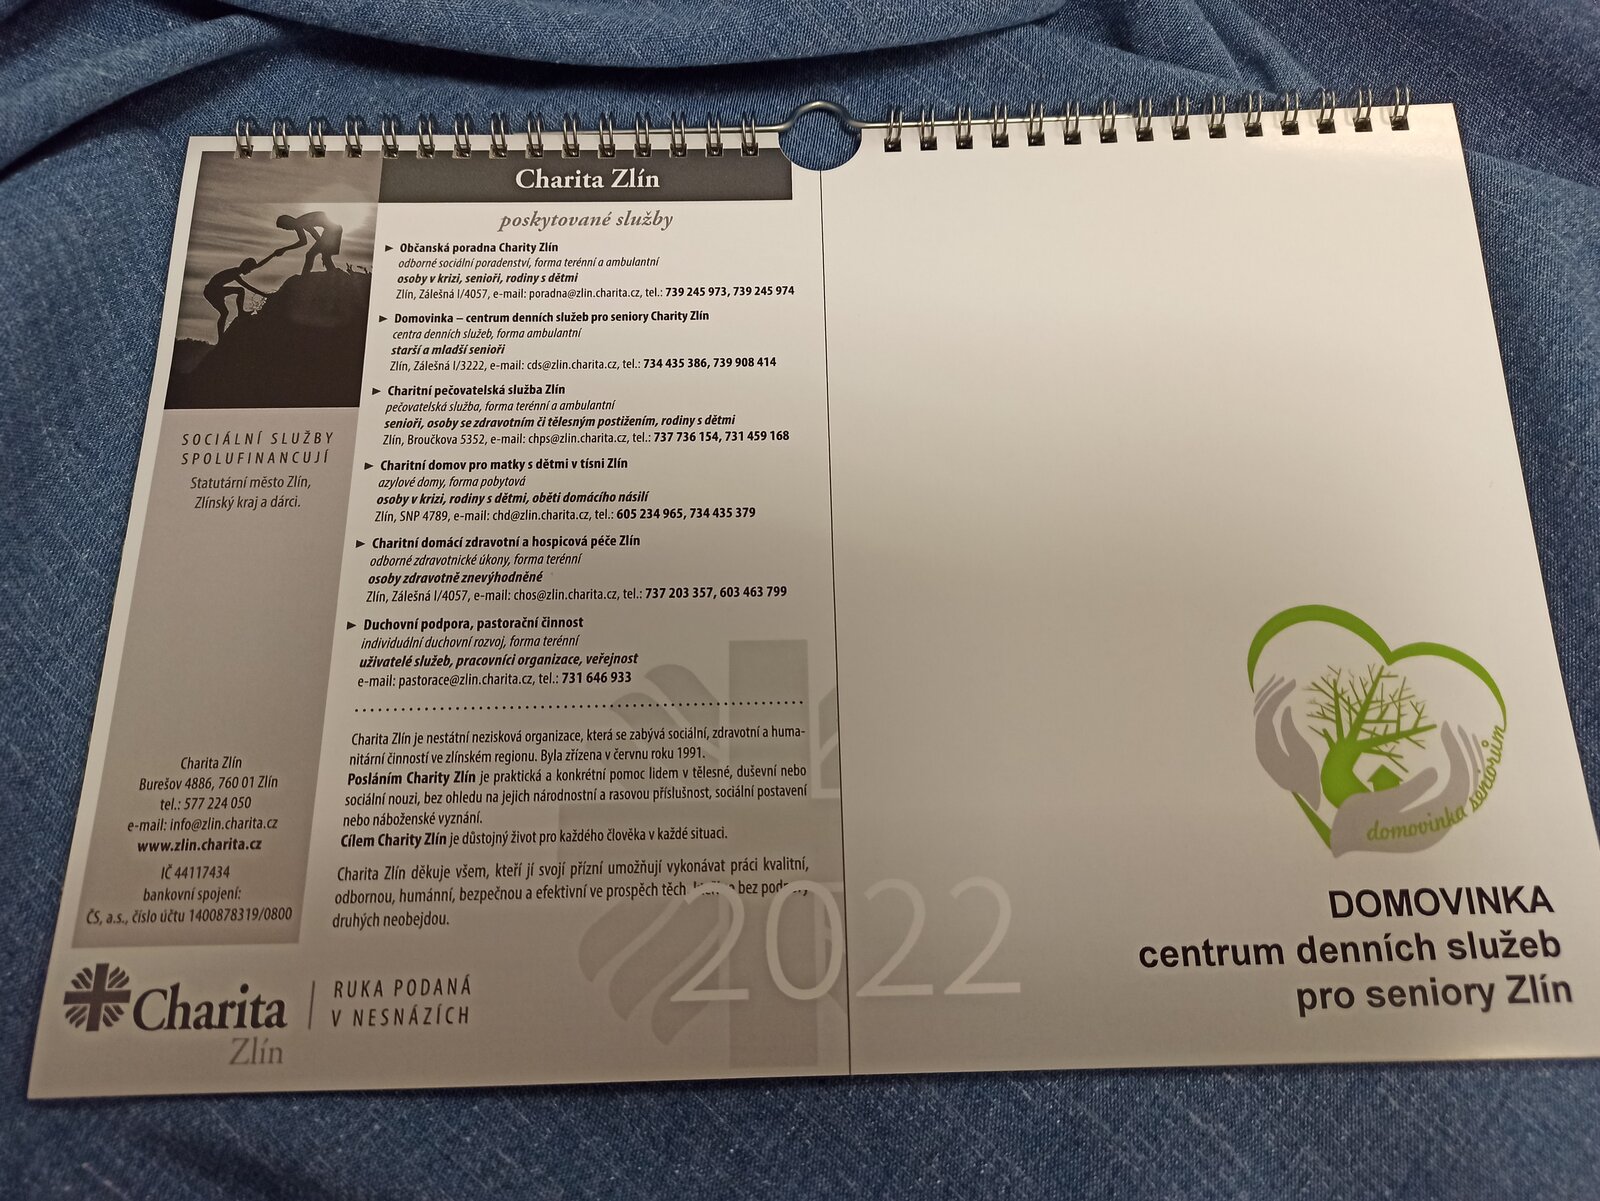 Charita Zlín
poskytované služby
► Občanská poradna Charity Zlín
odborné sociální poradenství, forma terénní a ambulantní
osoby v krizi, senioři, rodiny s dětmi
Zlín, Zálešná I/4057, e-mail: poradna@zlin.charita.cz, tel.: 739 245 973, 739 245 974
► Domovinka – centrum denních služeb pro seniory Charity Zlín
centra denních služeb, forma ambulantní
starší a mladší senioři
Zlín, Zálešná I/3222, e-mail: cds@zlin.charita.cz, tel.: 734 435 386, 739 908 414
► Charitní pečovatelská služba Zlín
pečovatelská služba, forma terénní a ambulantní
senioři, osoby se zdravotním či tělesným postižením, rodiny s dětmi
Zlín, Broučkova 5352, e-mail: chps@zlin.charita.cz, tel.: 737 736 154, 731 459 168
► Charitní domov pro matky s dětmi v tísni Zlín
azylové domy, forma pobytová
osoby v krizi, rodiny s dětmi, oběti domácího násilí
Zlín, SNP 4789, e-mail: chd@zlin.charita.cz, tel.: 605 234 965, 734 435 379
► Charitní domácí zdravotní a hospicová péče Zlín
odborné zdravotnické úkony, forma terénní
osoby zdravotně znevýhodněné
Zlín, Zálešná I/4057, e-mail: chos@zlin.charita.cz, tel.: 737 203 357, 603 463 799
► Duchovní podpora, pastorační činnost
individuální duchovní rozvoj, forma terénní
uživatelé služeb, pracovníci organizace, veřejnost
e-mail: pastorace@zlin.charita.cz, tel.: 731 646 933
Charita Zlín je nestátní nezisková organizace, která se zabývá sociální, zdravotní a huma-
nitární činností ve zlínském regionu. Byla zřízena v červnu roku 1991.
Posláním Charity Zlín je praktická a konkrétní pomoc lidem v tělesné, duševní nebo
sociální nouzi, bez ohledu na jejich národnostní a rasovou příslušnost, sociální postavení
nebo náboženské vyznání.
Cílem Charity Zlín je důstojný život pro každého člověka v každé situaci.
Charita Zlín děkuje všem, kteří jí svojí přízní umožňují vykonávat práci kvalitní,
odbornou, humánní, bezpečnou a efektivní ve prospěch těch, kteří se bez podpory
druhých neobejdou.
SOCIÁLNÍ SLUŽBY
SPOLUFINANCUJÍ
Statutární město Zlín,
Zlínský kraj a dárci.
Charita Zlín
Burešov 4886, 760 01 Zlín
tel.: 577 224 050
e-mail: info@zlin.charita.cz
www.zlin.charita.cz
IČ 44117434
bankovní spojení:
ČS, a.s., číslo účtu 1400878319/0800
Charita
Zlín
RUKA PODANÁ
V NESNÁZÍCH
2022
domovinka seniorům
DOMOVINKA
centrum denních služeb
pro seniory Zlín